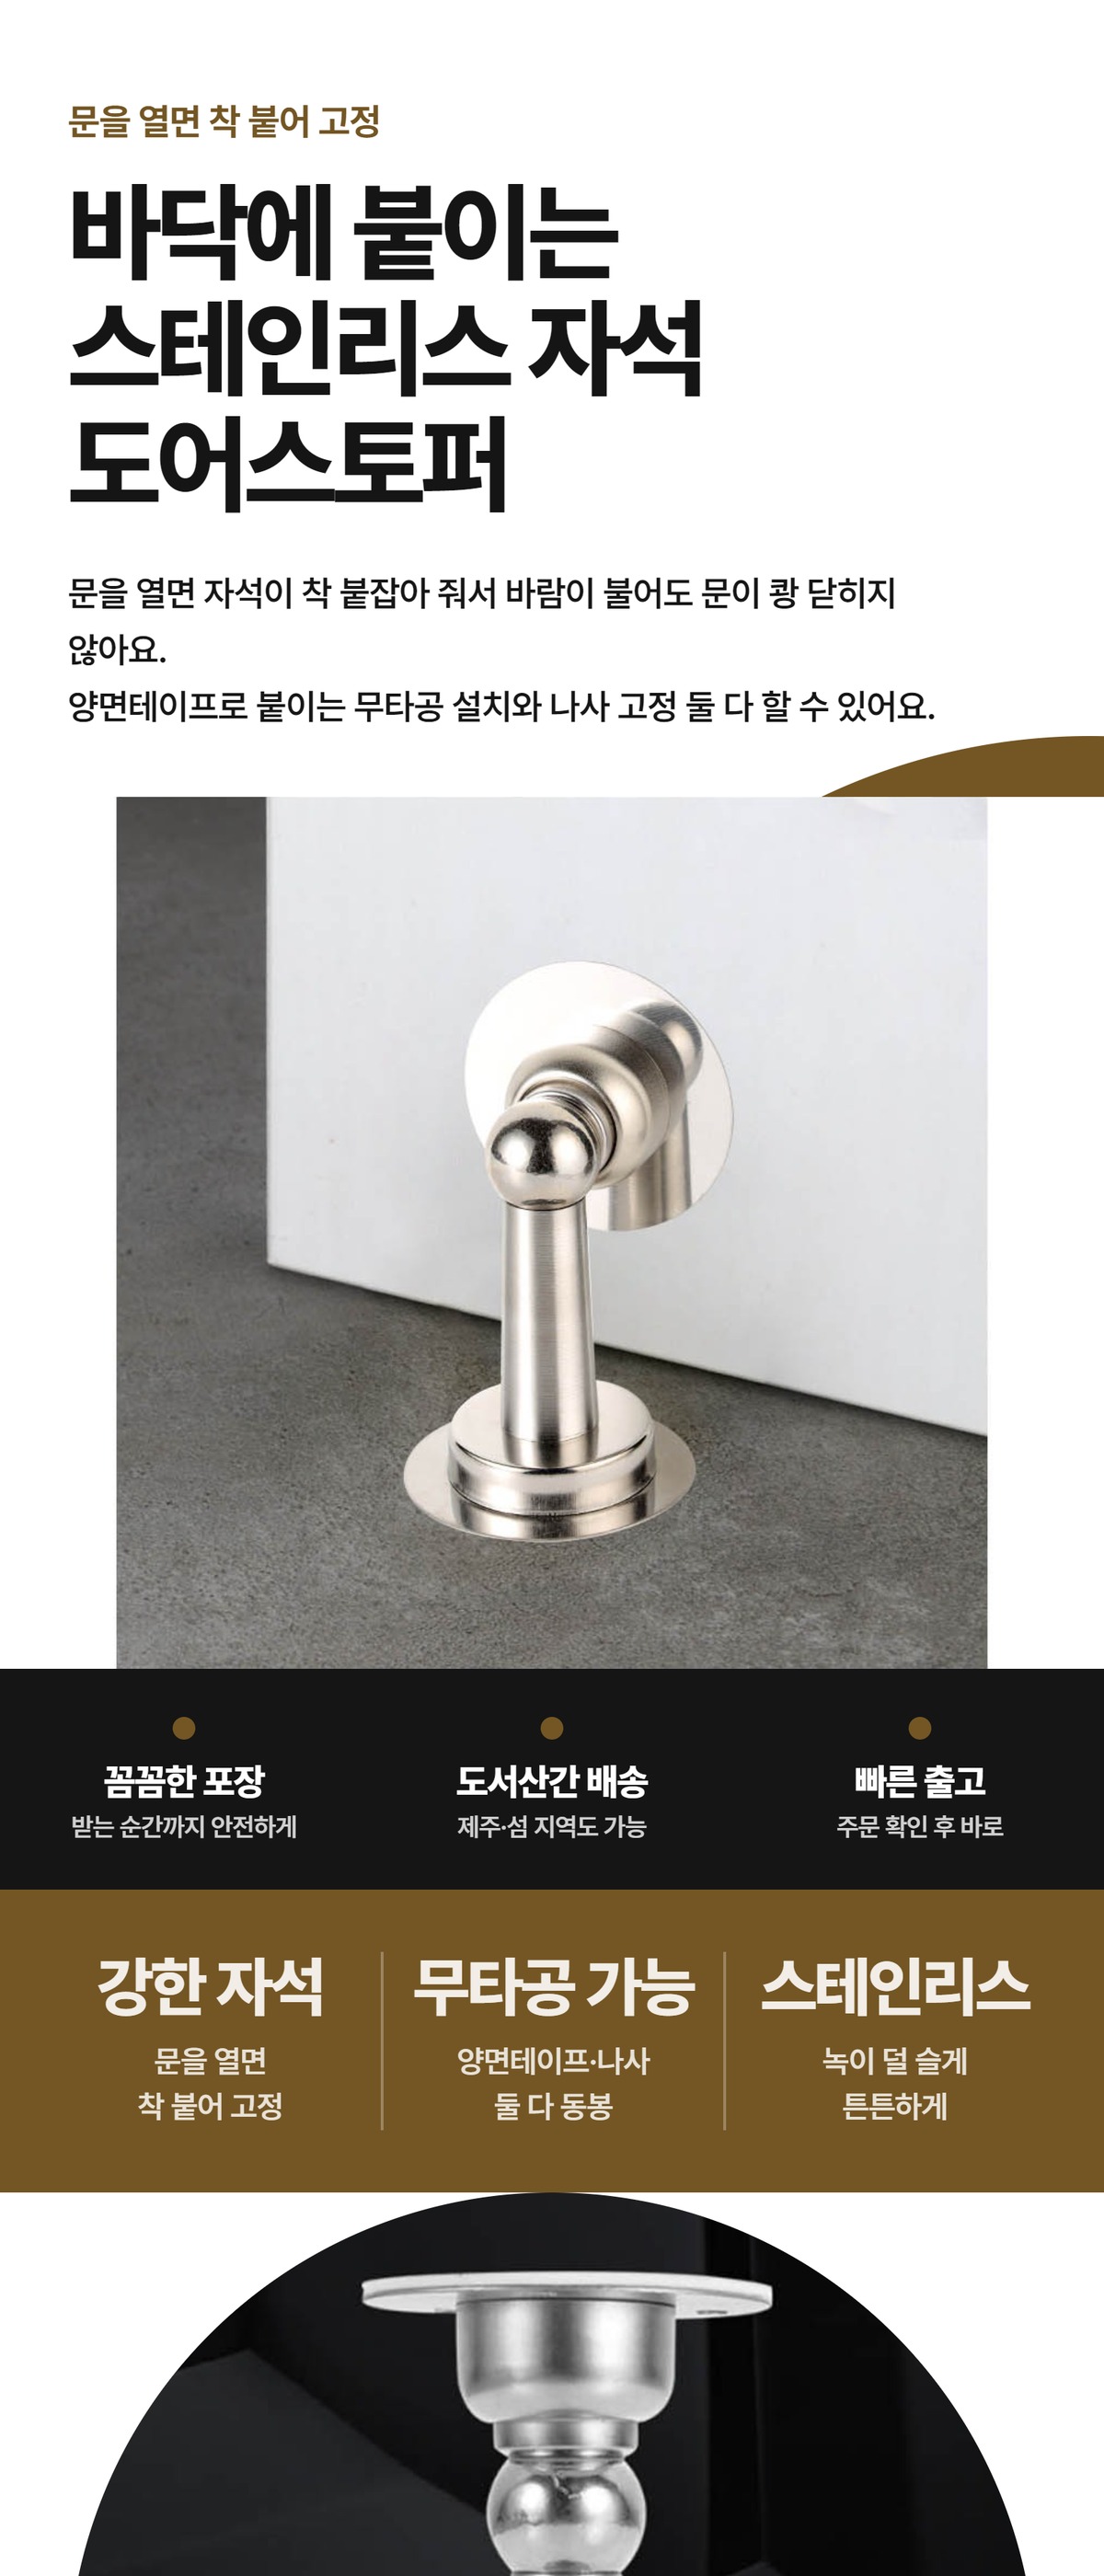 문을 열면 착 붙어 고정
바닥에 붙이는
스테인리스 자석
도어스토퍼
문을 열면 자석이 착 붙잡아 줘서 바람이 불어도 문이 쾅 닫히지
않아요.
양면테이프로 붙이는 무타공 설치와 나사 고정 둘 다 할 수 있어요.
꼼꼼한 포장
받는 순간까지 안전하게
도서산간 배송
제주·섬 지역도 가능
빠른 출고
주문 확인 후 바로
강한 자석
문을 열면
착 붙어 고정
무타공 가능
양면테이프·나사
둘 다 동봉
스테인리스
녹이 덜 슬게
튼튼하게